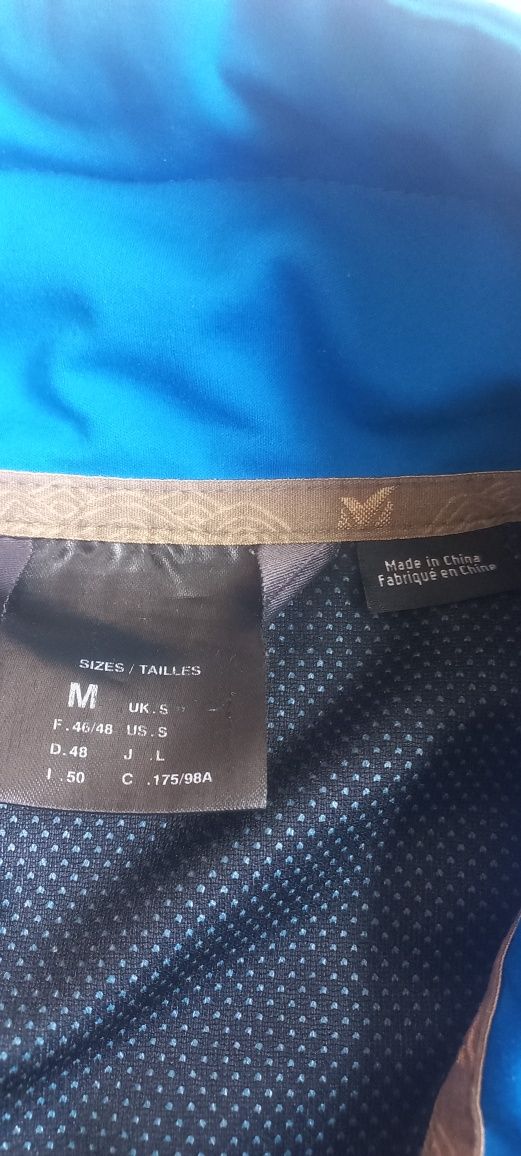 Made in China
Fabriqué en Chine
SIZES / TAILLES
M UK.S
F.46/48 US.S
D.48 J .L
I .50 C .175/98A